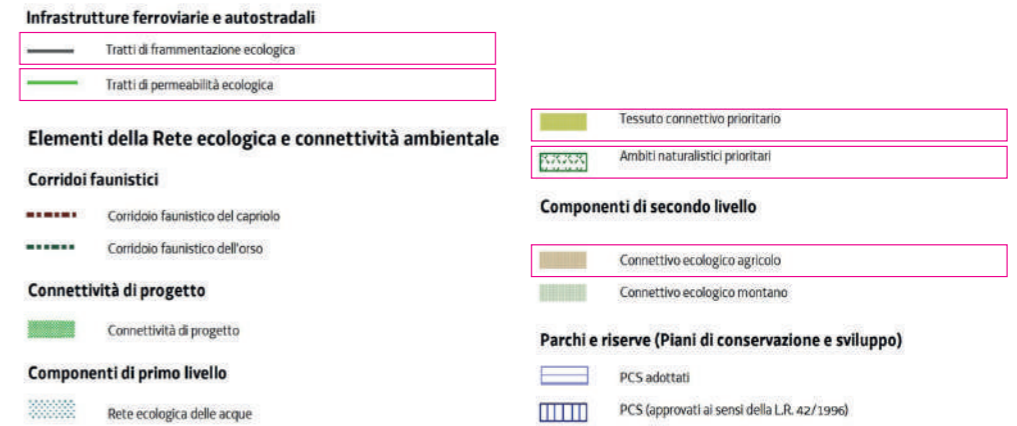 Infrastrutture ferroviarie e autostradali
Tratti di frammentazione ecologica
Tratti di permeabilità ecologica
Elementi della Rete ecologica e connettività ambientale
Corridoi faunistici
Corridoio faunistico del capriolo
Corridoio faunistico dell'orso
Connettività di progetto
Connettività di progetto
Componenti di primo livello
Rete ecologica delle acque
Tessuto connettivo prioritario
Ambiti naturalistici prioritari
Componenti di secondo livello
Connettivo ecologico agricolo
Connettivo ecologico montano
Parchi e riserve (Piani di conservazione e sviluppo)
PCS adottati
PCS (approvati ai sensi della L.R. 42/1996)